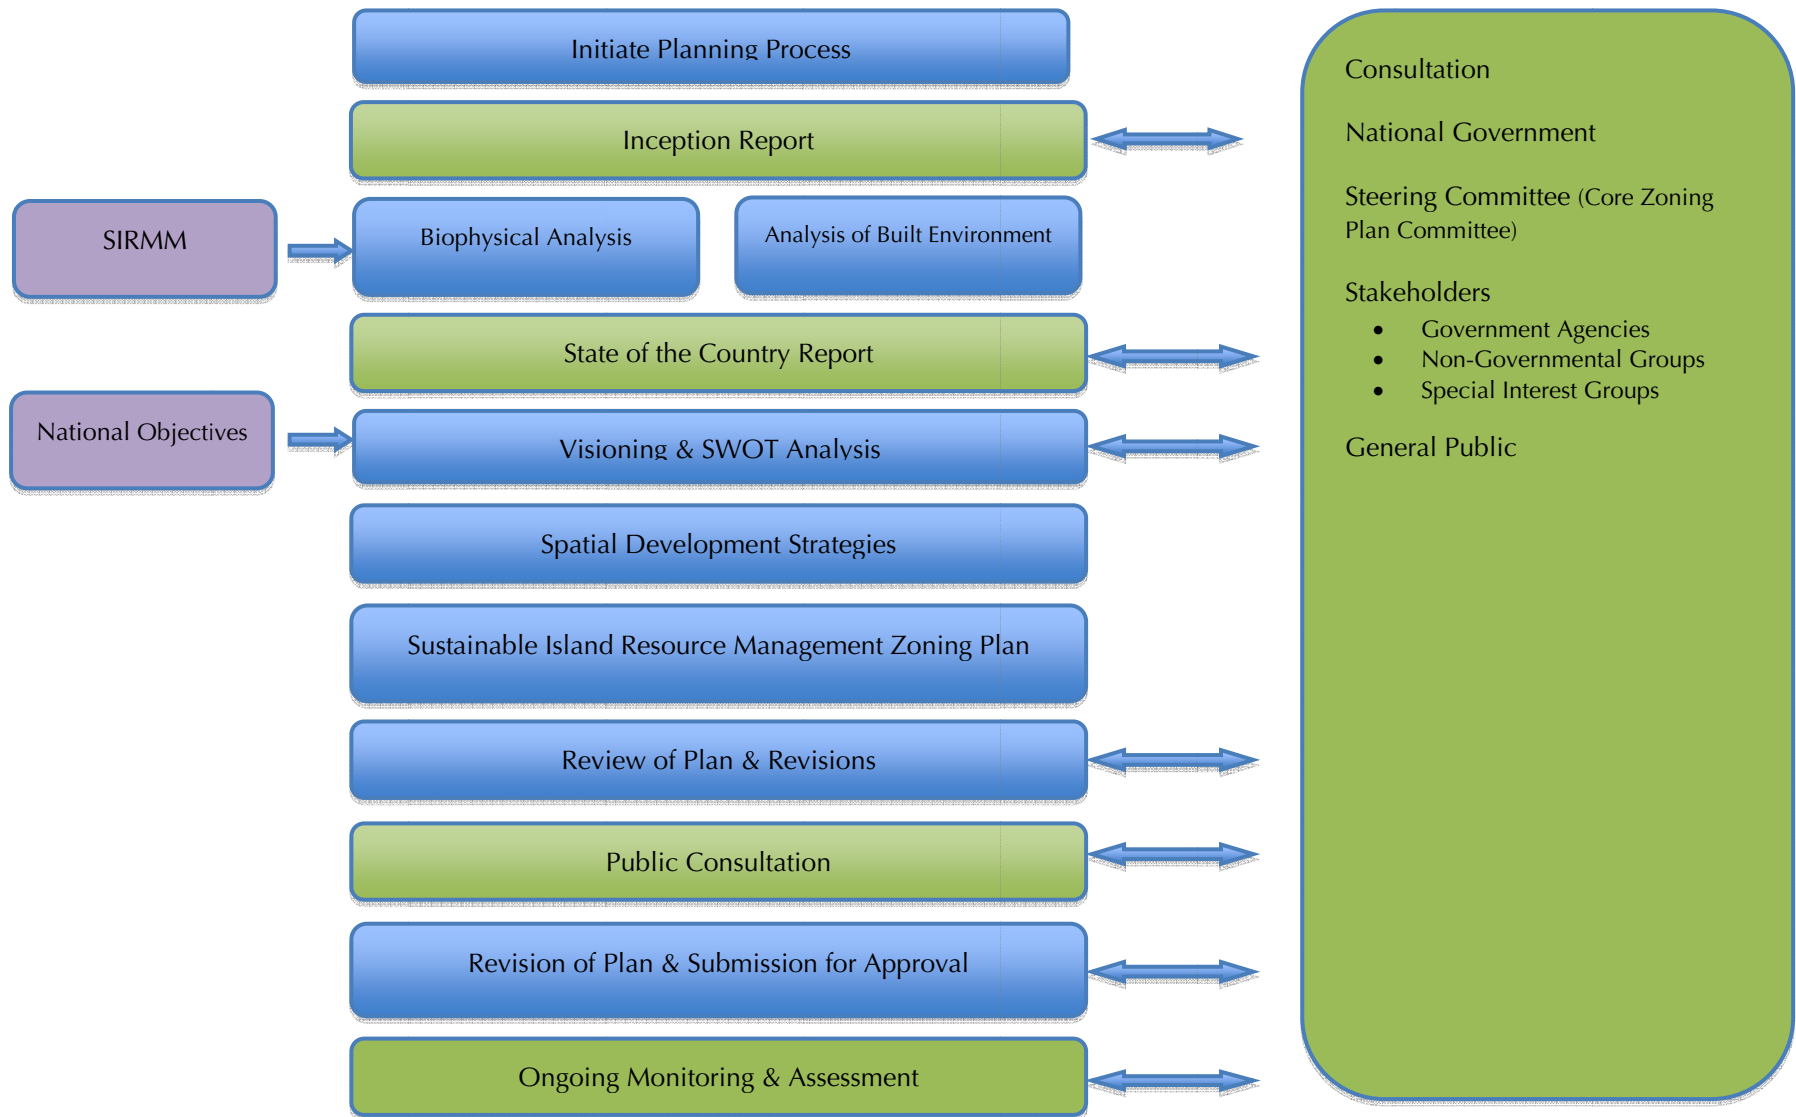 Initiate Planning Process
Inception Report
SIRMM
Biophysical Analysis
Analysis of Built Environment
State of the Country Report
National Objectives
Visioning & SWOT Analysis
Spatial Development Strategies
Sustainable Island Resource Management Zoning Plan
Review of Plan & Revisions
Public Consultation
Revision of Plan & Submission for Approval
Ongoing Monitoring & Assessment
Consultation
National Government
Steering Committee (Core Zoning
Plan Committee)
Stakeholders
• Government Agencies
• Non-Governmental Groups
• Special Interest Groups
General Public